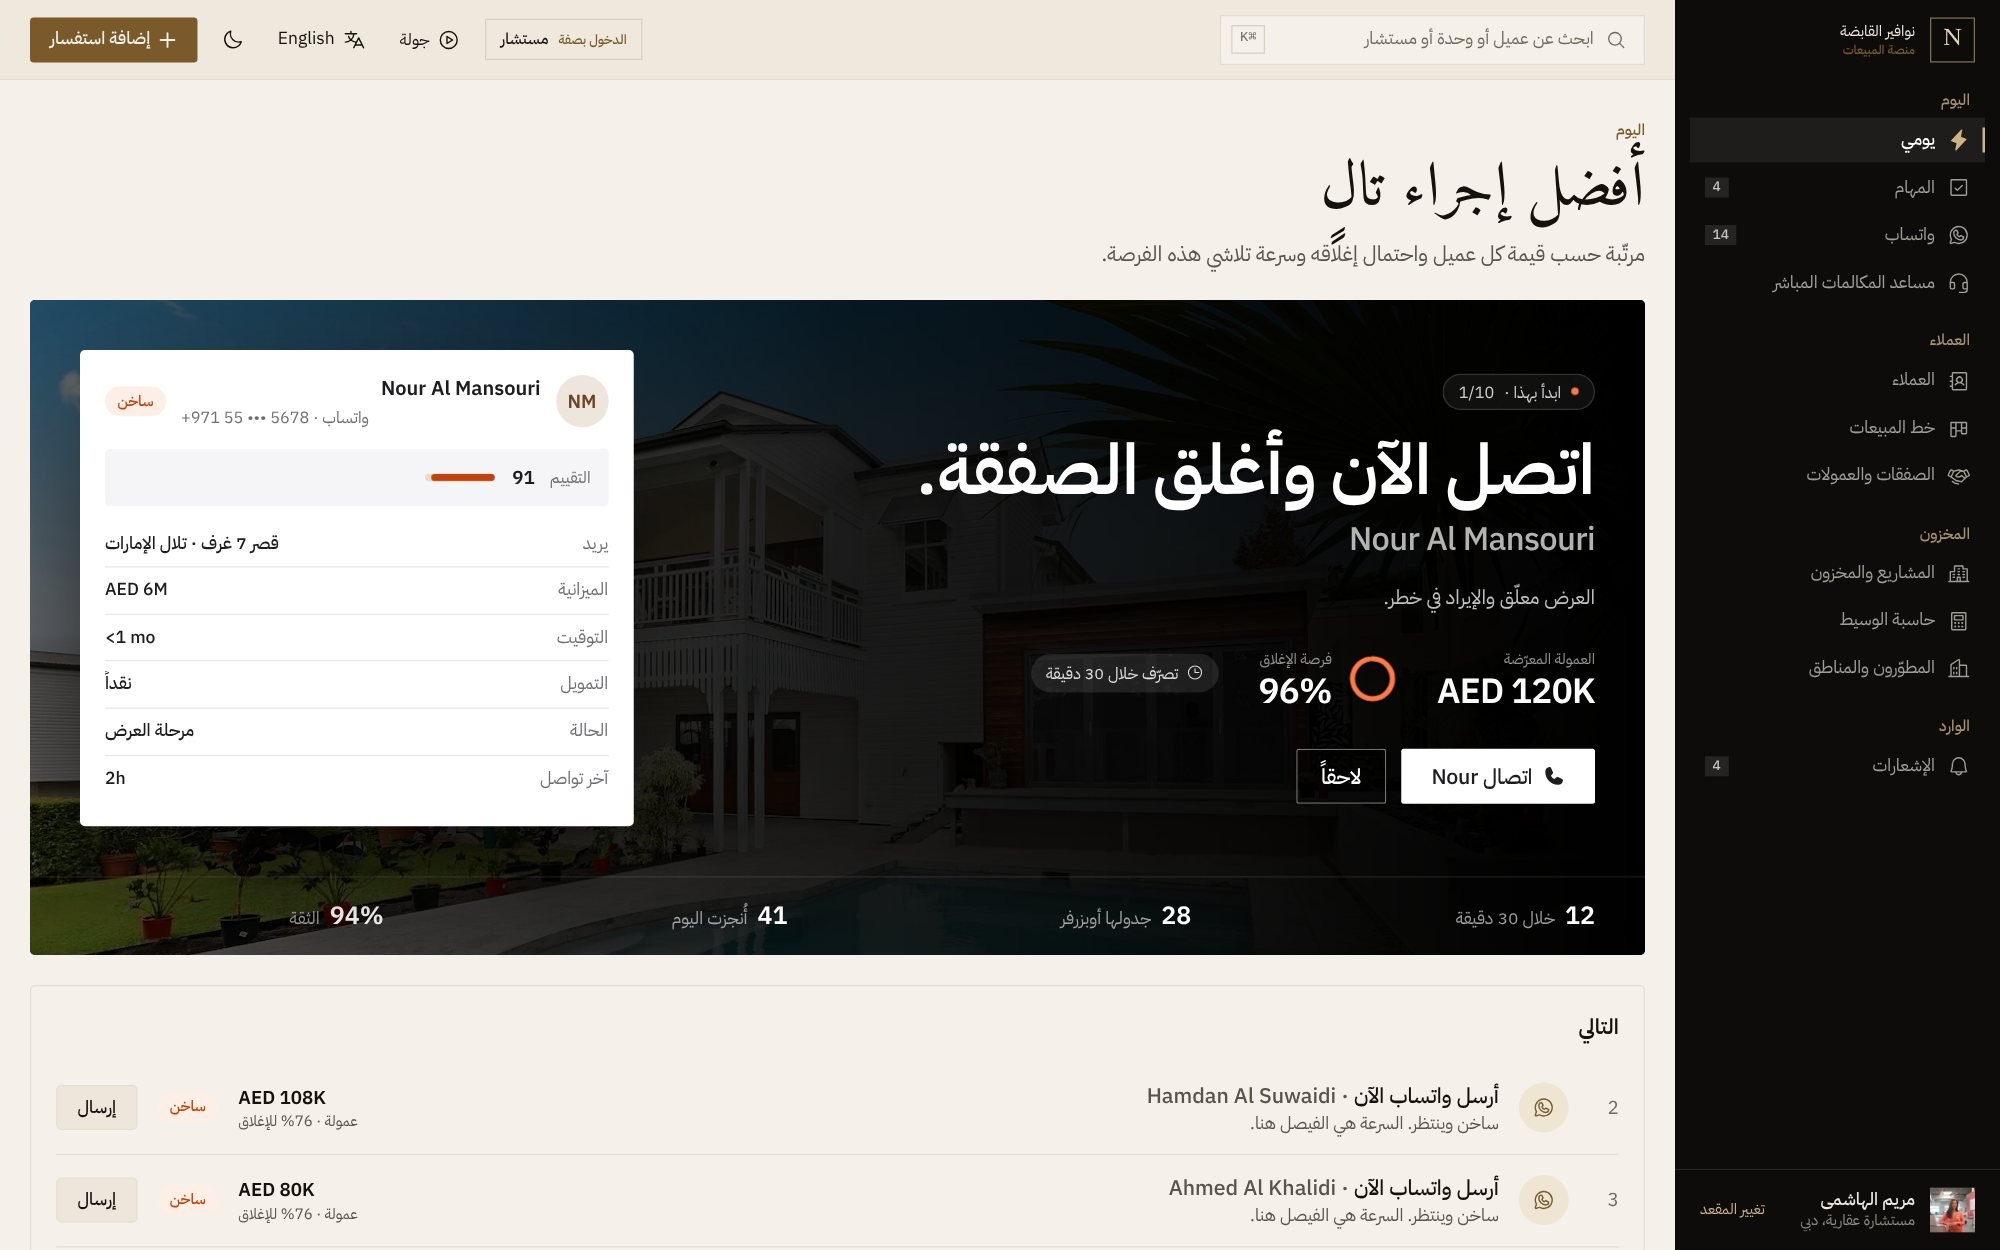 N
نوافير القابضة
منصة المبيعات
اليوم
يومي
المهام
4
واتساب
14
مساعد المكالمات المباشر
العملاء
العملاء
خط المبيعات
الصفقات والعمولات
المخزون
المشاريع والمخزون
حاسبة الوسيط
المطوّرون والمناطق
الوارد
الإشعارات
4
مريم الهاشمي
مستشارة عقارية، دبي
تغيير المقعد
ابحث عن عميل أو وحدة أو مستشار
K⌘
الدخول بصفة مستشار
جولة
English
إضافة استفسار
اليوم
أفضل إجراء تالٍ
مرتّبة حسب قيمة كل عميل واحتمال إغلاقه وسرعة تلاشي هذه الفرصة.
ابدأ بهذا · 1/10
اتصل الآن وأغلق الصفقة.
Nour Al Mansouri
العرض معلّق والإيراد في خطر.
العمولة المعرّضة
AED 120K
فرصة الإغلاق
96%
تصرّف خلال 30 دقيقة
اتصال Nour
لاحقاً
NM
Nour Al Mansouri
واتساب · 5678 ••• 55 971+
ساخن
التقييم 91
يريد
قصر 7 غرف · تلال الإمارات
الميزانية
AED 6M
التوقيت
<1 mo
التمويل
نقداً
الحالة
مرحلة العرض
آخر تواصل
2h
12 خلال 30 دقيقة
28 جدولها أوبزرفر
41 أُنجزت اليوم
94% الثقة
التالي
2
أرسل واتساب الآن · Hamdan Al Suwaidi
ساخن وينتظر. السرعة هي الفيصل هنا.
AED 108K
عمولة · 76% للإغلاق
ساخن
إرسال
3
أرسل واتساب الآن · Ahmed Al Khalidi
ساخن وينتظر. السرعة هي الفيصل هنا.
AED 80K
عمولة · 76% للإغلاق
ساخن
إرسال